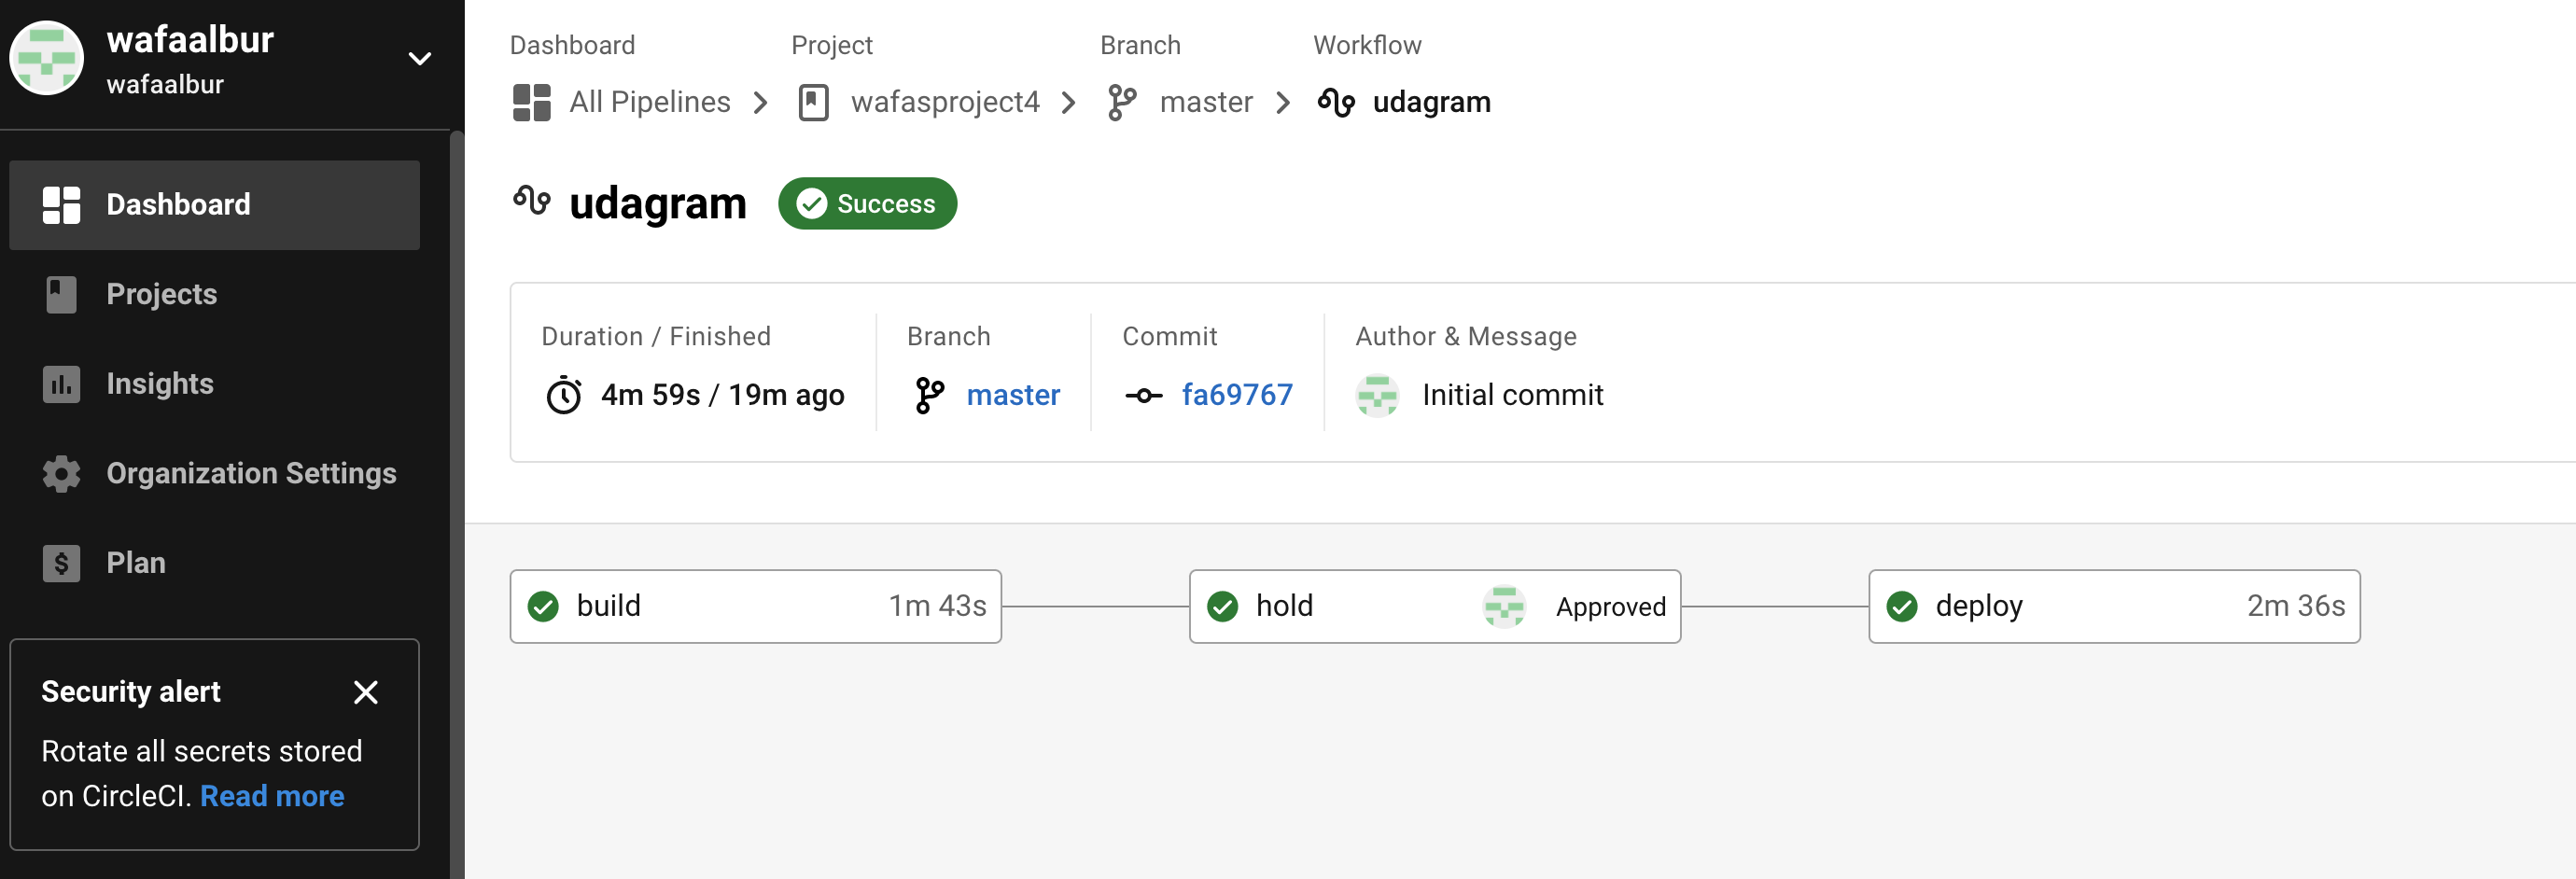 wafaalbur
wafaalbur
Dashboard
Projects
Insights
Organization Settings
Plan
Security alert
Rotate all secrets stored
on CircleCI. Read more
Dashboard Project Branch Workflow
All Pipelines wafasproject4 master udagram
udagram Success
Duration / Finished Branch Commit Author & Message
4m 59s / 19m ago master fa69767 Initial commit
build 1m 43s hold Approved deploy 2m 36s